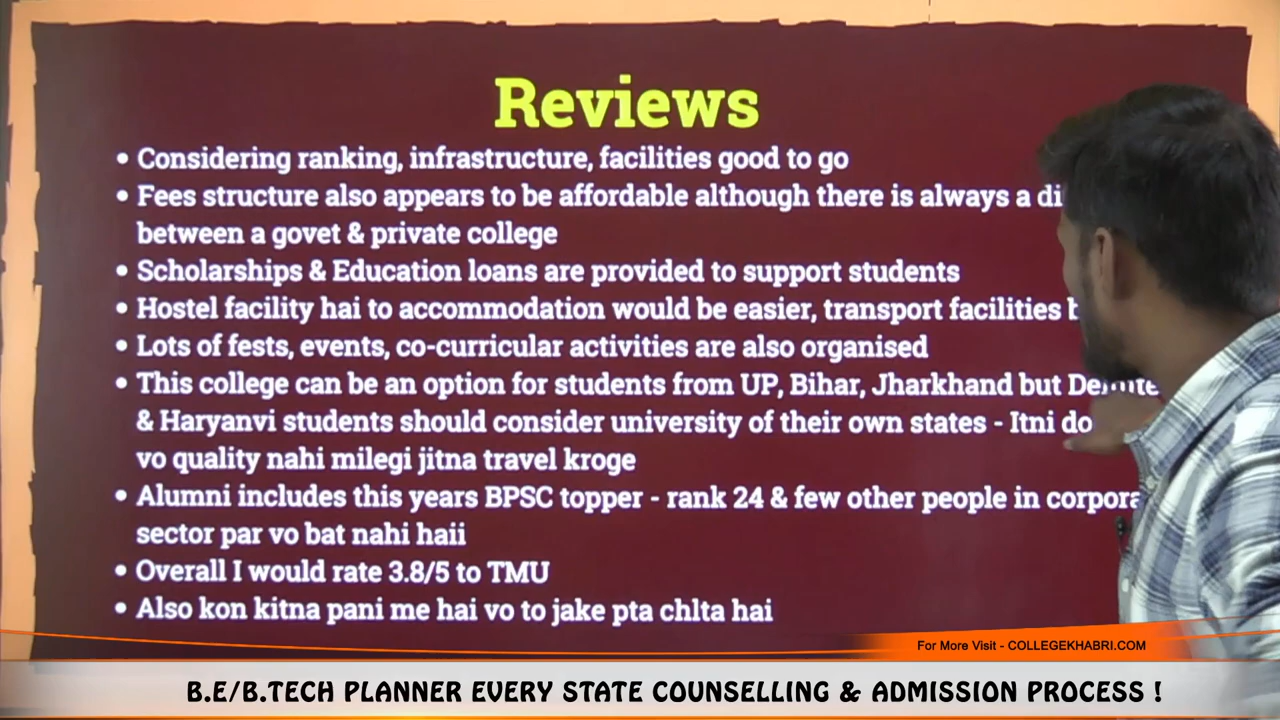 Reviews
• Considering ranking, infrastructure, facilities good to go
• Fees structure also appears to be affordable although there is always a
between a govet & private college
• Scholarships & Education loans are provided to support students
• Hostel facility hai to accommodation would be easier, transport facilities
• Lots of fests, events, co-curricular activities are also organised
• This college can be an option for students from UP, Bihar, Jharkhand but
& Haryanvi students should consider university of their own states - Itni
vo quality nahi milegi jitna travel kroge
• Alumni includes this years BPSC topper - rank 24 & few other people in
sector par vo bat nahi haii
• Overall I would rate 3.8/5 to TMU
• Also kon kitna pani me hai vo to jake pta chlta hai
For More Visit - COLLEGEKHABRI.COM
B.E/B.TECH PLANNER EVERY STATE COUNSELLING & ADMISSION PROCESS !